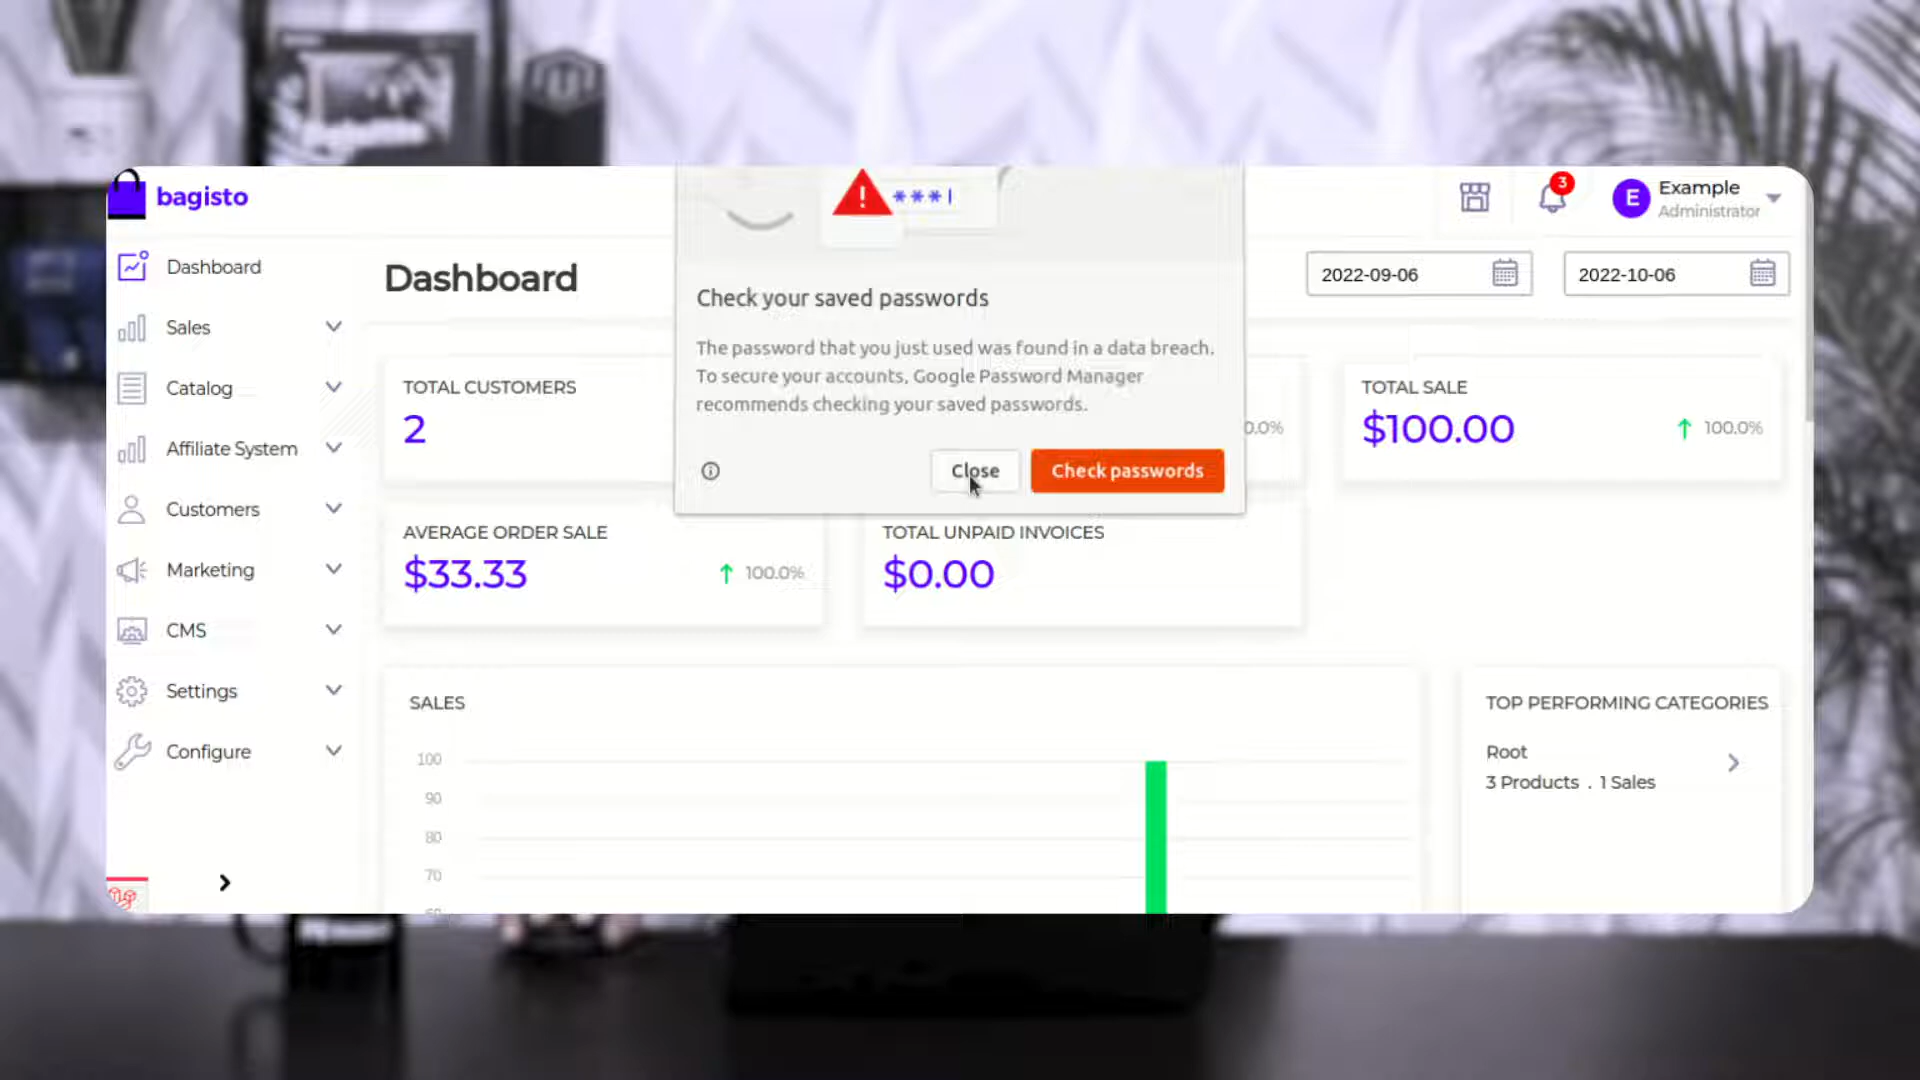 bagisto
***|
3
E
Example
Administrator
Dashboard
Sales
Catalog
Affiliate System
Customers
Marketing
CMS
Settings
Configure
Dashboard
2022-09-06
2022-10-06
Check your saved passwords
The password that you just used was found in a data breach.
To secure your accounts, Google Password Manager
recommends checking your saved passwords.
Close
Check passwords
TOTAL CUSTOMERS
2
0.0%
TOTAL SALE
$100.00
100.0%
AVERAGE ORDER SALE
$33.33
100.0%
TOTAL UNPAID INVOICES
$0.00
SALES
100
90
80
70
TOP PERFORMING CATEGORIES
Root
3 Products . 1 Sales